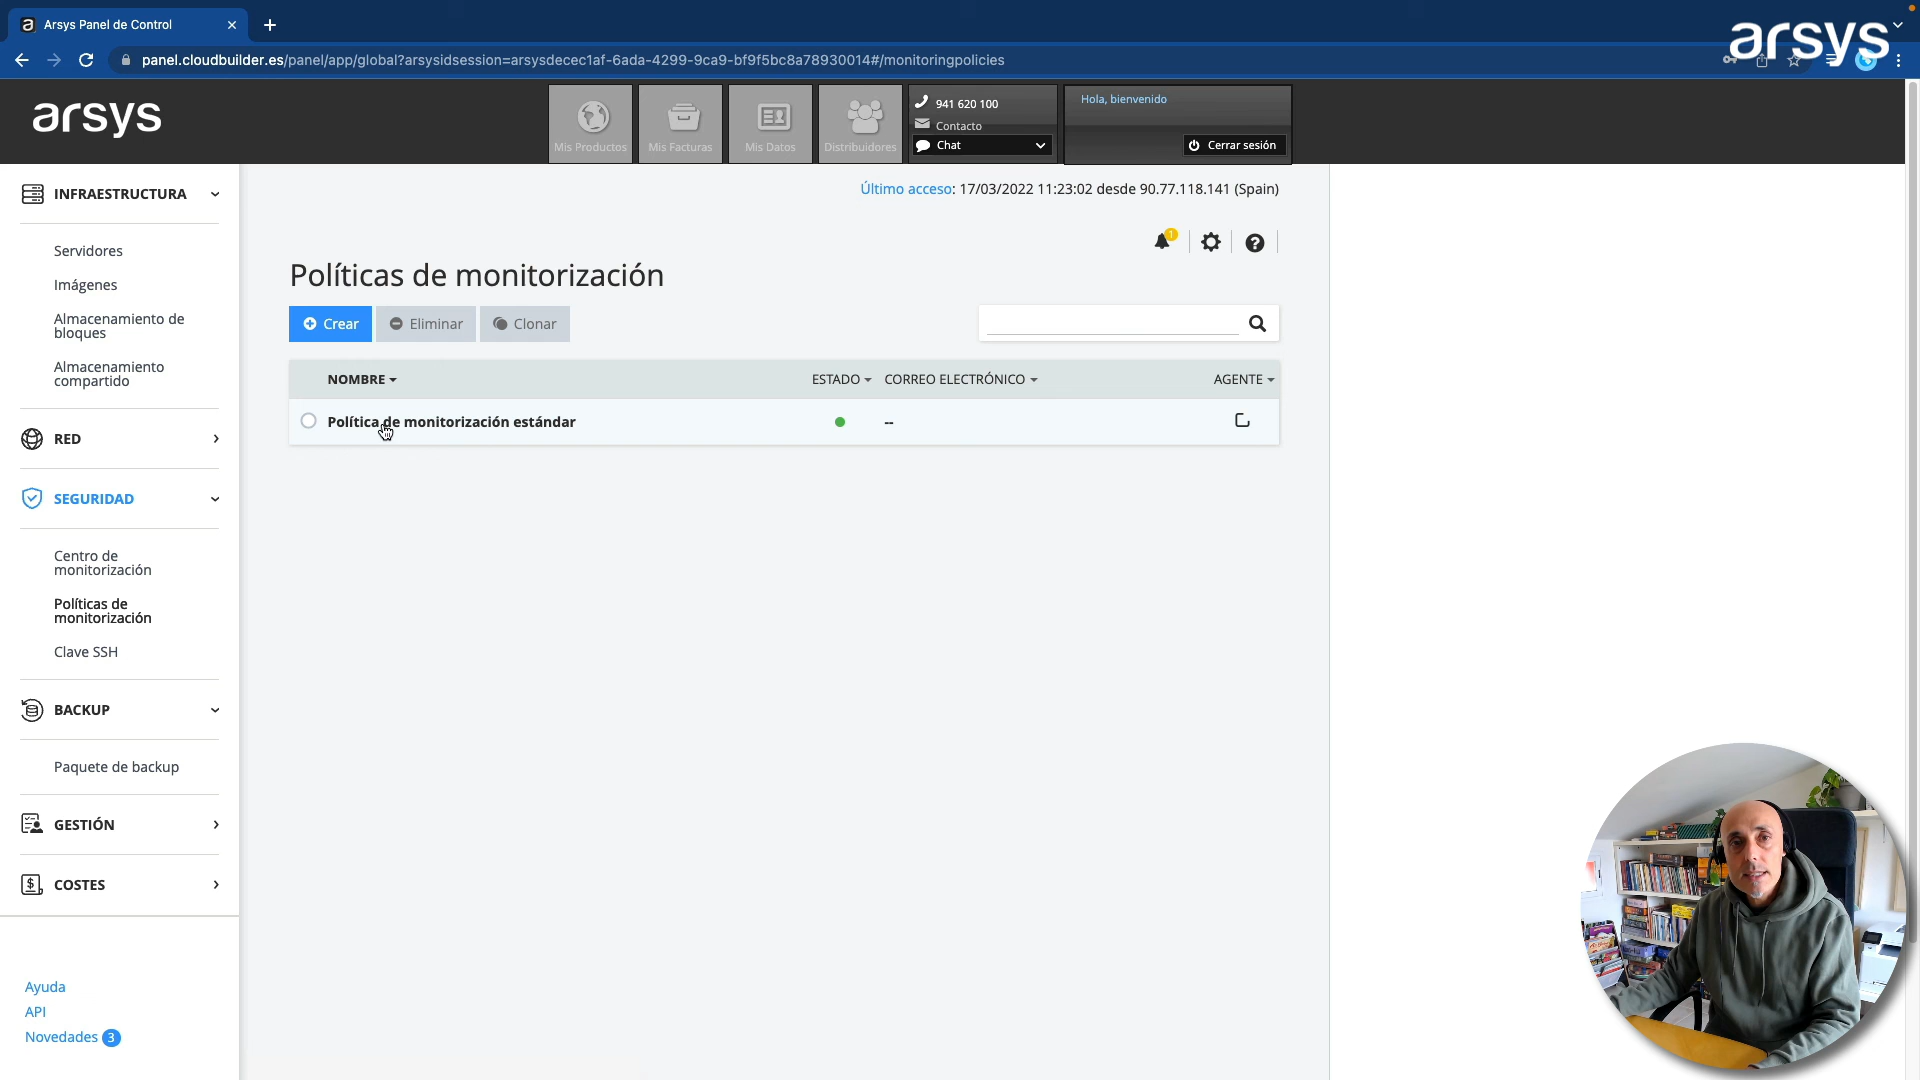 Arsys Panel de Control
arsys
panel.cloudbuilder.es/panel/app/global?arsysidsession=arsysdecec1af-6ada-4299-9ca9-bf9f5bc8a78930014#/monitoringpolicies
arsys
Mis Productos
Mis Facturas
Mis Datos
Distribuidores
941 620 100
Contacto
Chat
Hola, bienvenido
Cerrar sesión
INFRAESTRUCTURA
Servidores
Imágenes
Almacenamiento de
bloques
Almacenamiento
compartido
RED
SEGURIDAD
Centro de
monitorización
Políticas de
monitorización
Clave SSH
BACKUP
Paquete de backup
GESTIÓN
COSTES
Ayuda
API
Novedades 3
Último acceso: 17/03/2022 11:23:02 desde 90.77.118.141 (Spain)
1
Políticas de monitorización
Crear
Eliminar
Clonar
NOMBRE ESTADO CORREO ELECTRÓNICO AGENTE
Política de monitorización estándar --